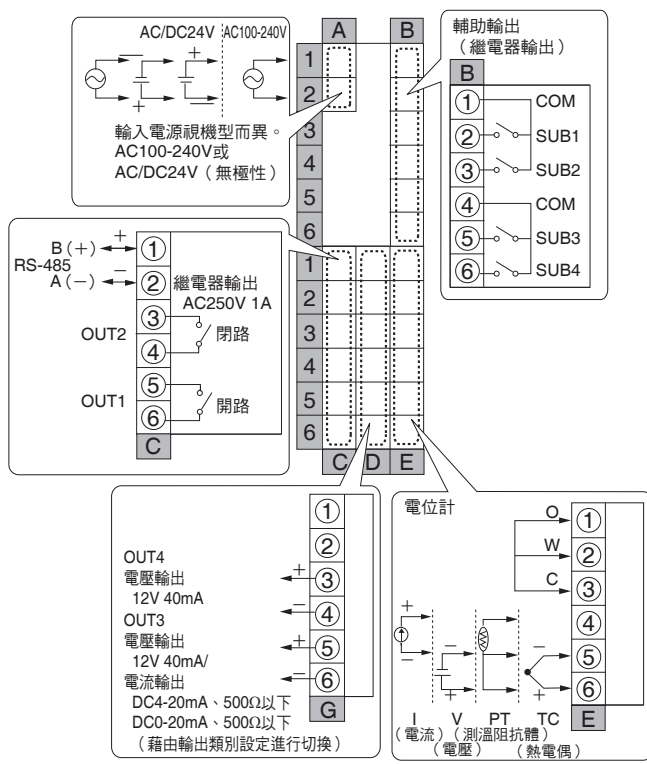 AC/DC24V AC100-240V
+ +
+
輸入電源視機型而異。
AC100-240V或
AC/DC24V（無極性）
A B
1
2
3
4
5
6
1
2
3
4
5
6
C D E
輔助輸出
（繼電器輸出）
B
① COM
② SUB1
③ SUB2
④ COM
⑤ SUB3
⑥ SUB4
B（+） + ①
RS-485
A（−） − ②
繼電器輸出
AC250V 1A
OUT2 ③ ④ 閉路
OUT1 ⑤ ⑥ 開路
C
①
②
OUT4
電壓輸出 + ③
12V 40mA
− ④
OUT3
電壓輸出 + ⑤
12V 40mA/
電流輸出 − ⑥
DC4-20mA、500Ω以下
DC0-20mA、500Ω以下
（藉由輸出類別設定進行切換）
G
電位計
O ①
W ②
C ③
④
⑤
⑥
+ − − + − +
I V PT TC E
（電流）（測溫阻抗體）
（電壓） （熱電偶）